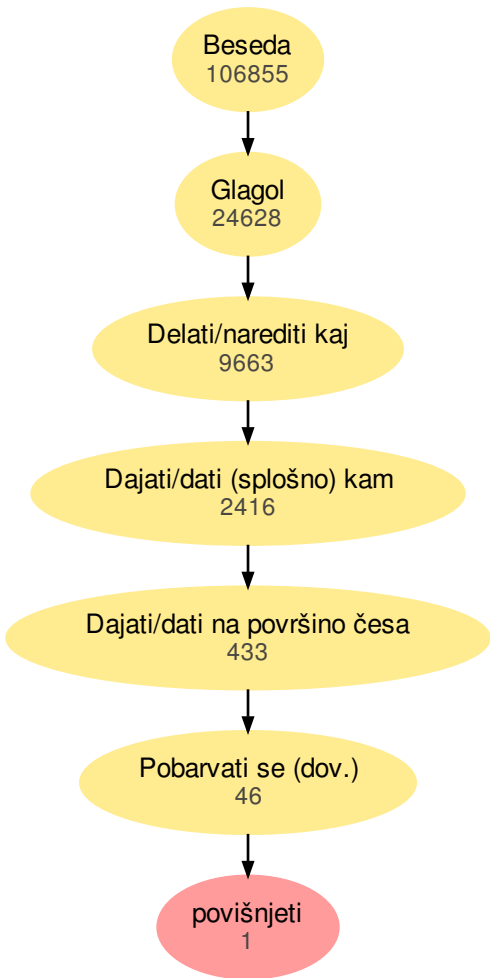 Beseda
106855
Glagol
24628
Delati/narediti kaj
9663
Dajati/dati (splošno) kam
2416
Dajati/dati na površino česa
433
Pobarvati se (dov.)
46
povišnjeti
1